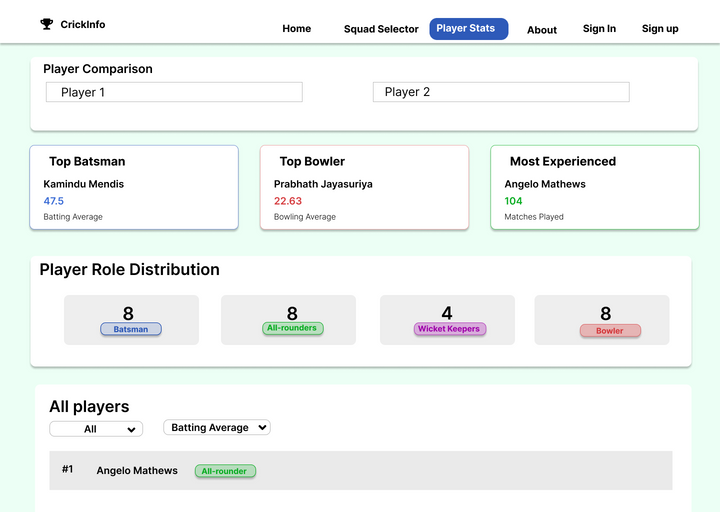 CrickInfo
Home Squad Selector Player Stats About Sign In Sign up
Player Comparison
Player 1 Player 2
Top Batsman
Kamindu Mendis
47.5
Batting Average
Top Bowler
Prabhath Jayasuriya
22.63
Bowling Average
Most Experienced
Angelo Mathews
104
Matches Played
Player Role Distribution
8
Batsman
8
All-rounders
4
Wicket Keepers
8
Bowler
All players
All Batting Average
#1 Angelo Mathews All-rounder